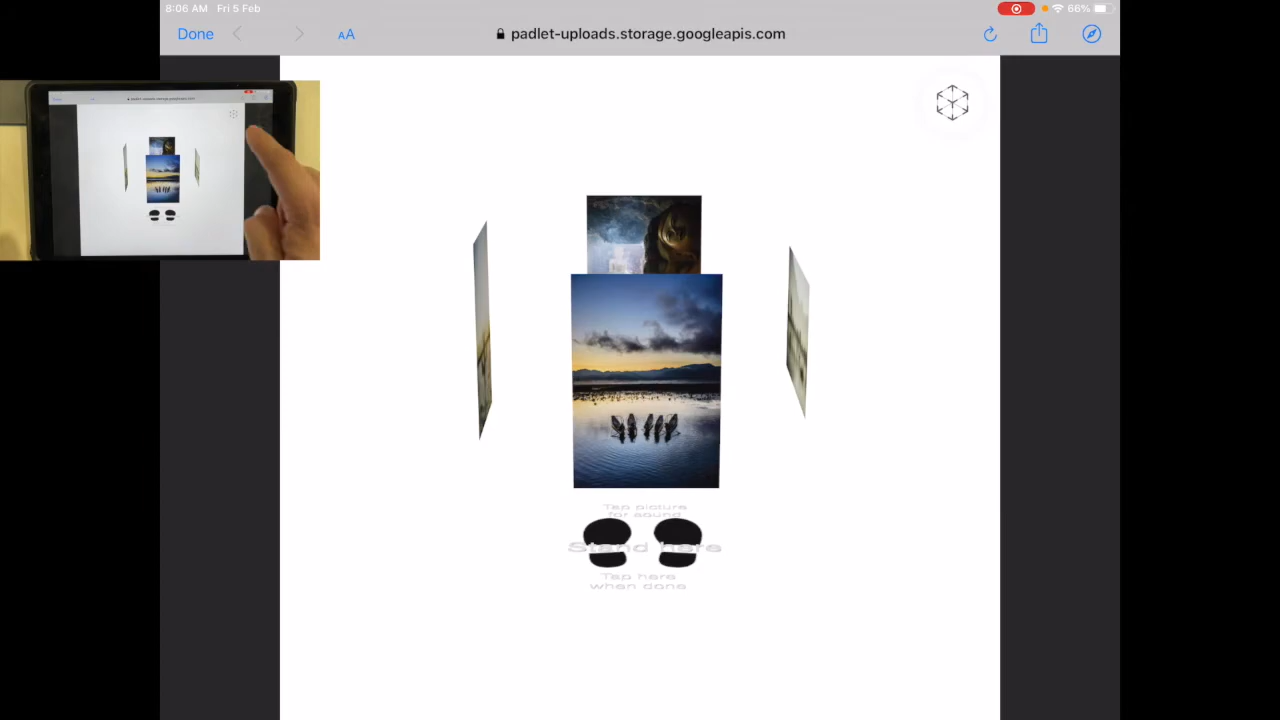 8:06 AM Fri 5 Feb
66%
Done
AA
padlet-uploads.storage.googleapis.com
Tap picture
for sound
Stand here
Tap here
when done